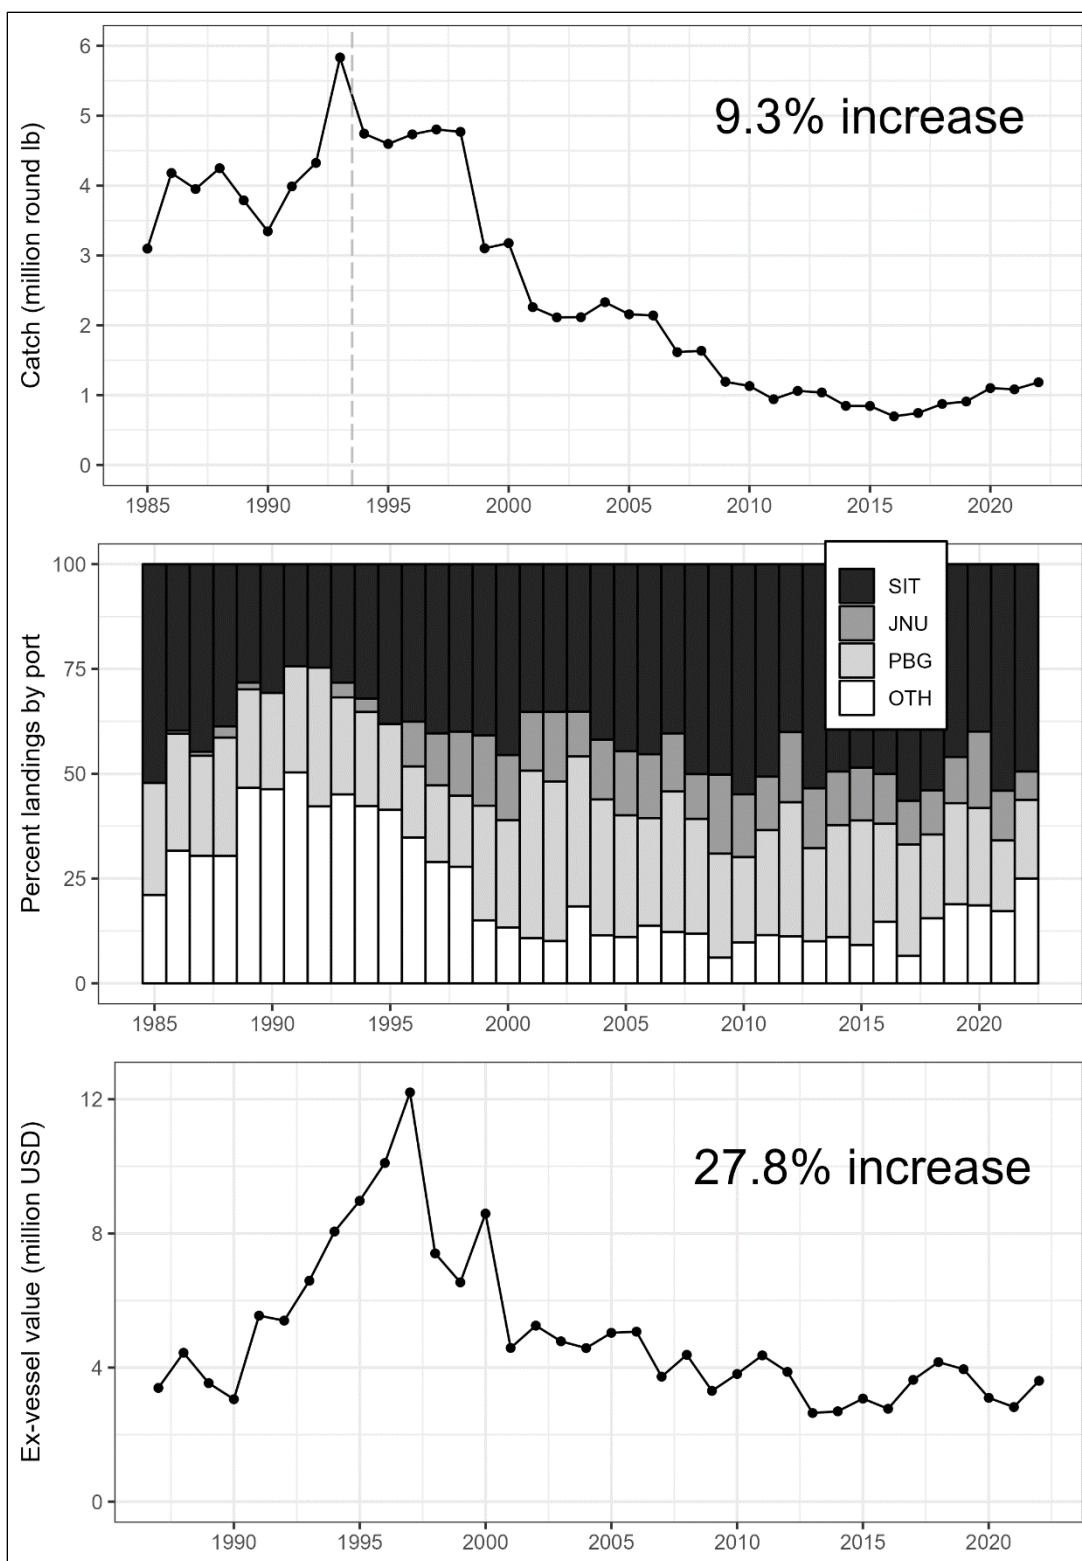 Catch (million round lb)
6
5
4
3
2
1
0
9.3% increase
1985 1990 1995 2000 2005 2010 2015 2020
Percent landings by port
100
75
50
25
0
SIT
JNU
PBG
OTH
1985 1990 1995 2000 2005 2010 2015 2020
Ex-vessel value (million USD)
12
8
4
0
27.8% increase
1990 1995 2000 2005 2010 2015 2020